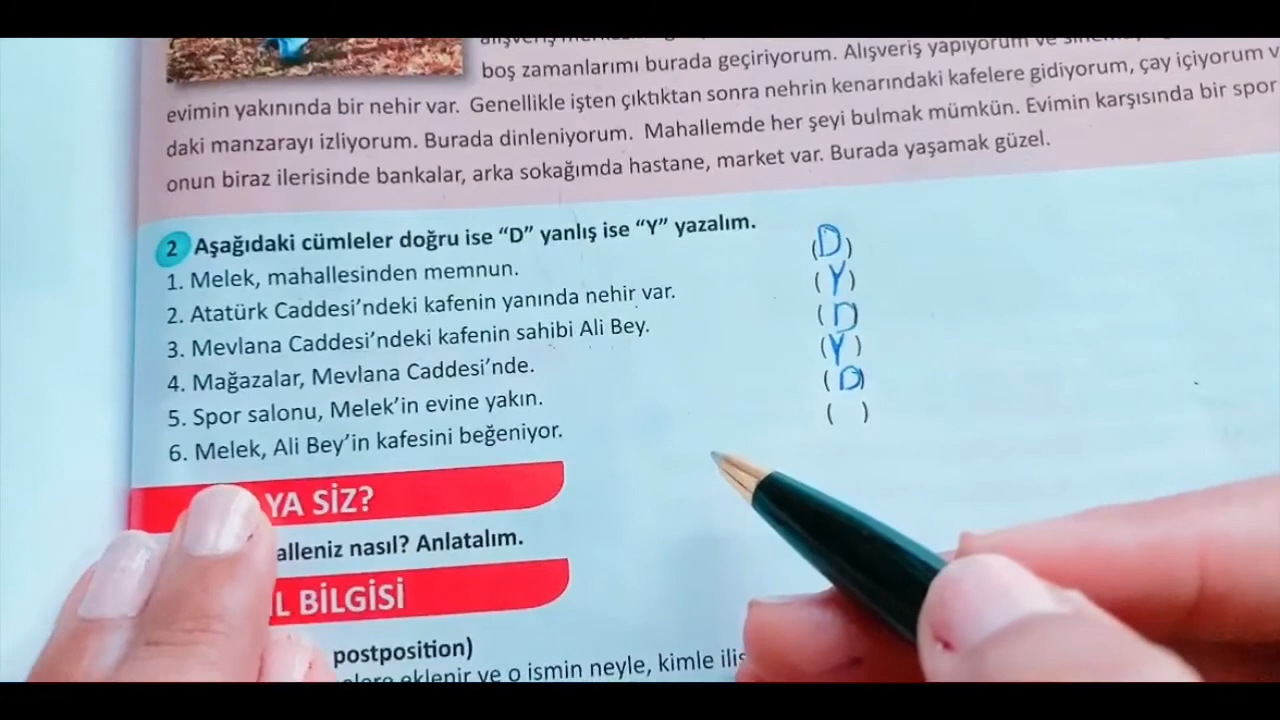 boş zamanlarımı burada geçiriyorum. Alışveriş yapıyorum ve
evimin yakınında bir nehir var. Genellikle işten çıktıktan sonra nehrin kenarındaki kafelere gidiyorum, çay içiyorum v
daki manzarayı izliyorum. Burada dinleniyorum. Mahallemde her şeyi bulmak mümkün. Evimin karşısında bir spor
onun biraz ilerisinde bankalar, arka sokağımda hastane, market var. Burada yaşamak güzel.
2 Aşağıdaki cümleler doğru ise “D” yanlış ise “Y” yazalım.
1. Melek, mahallesinden memnun. (D)
2. Atatürk Caddesi’ndeki kafenin yanında nehir var. (Y)
3. Mevlana Caddesi’ndeki kafenin sahibi Ali Bey. (D)
4. Mağazalar, Mevlana Caddesi’nde. (Y)
5. Spor salonu, Melek’in evine yakın. (D)
6. Melek, Ali Bey’in kafesini beğeniyor. ( )
YA SİZ?
alleniz nasıl? Anlatalım.
L BİLGİSİ
postposition)
eklenir ve o ismin neyle, kimle iliş